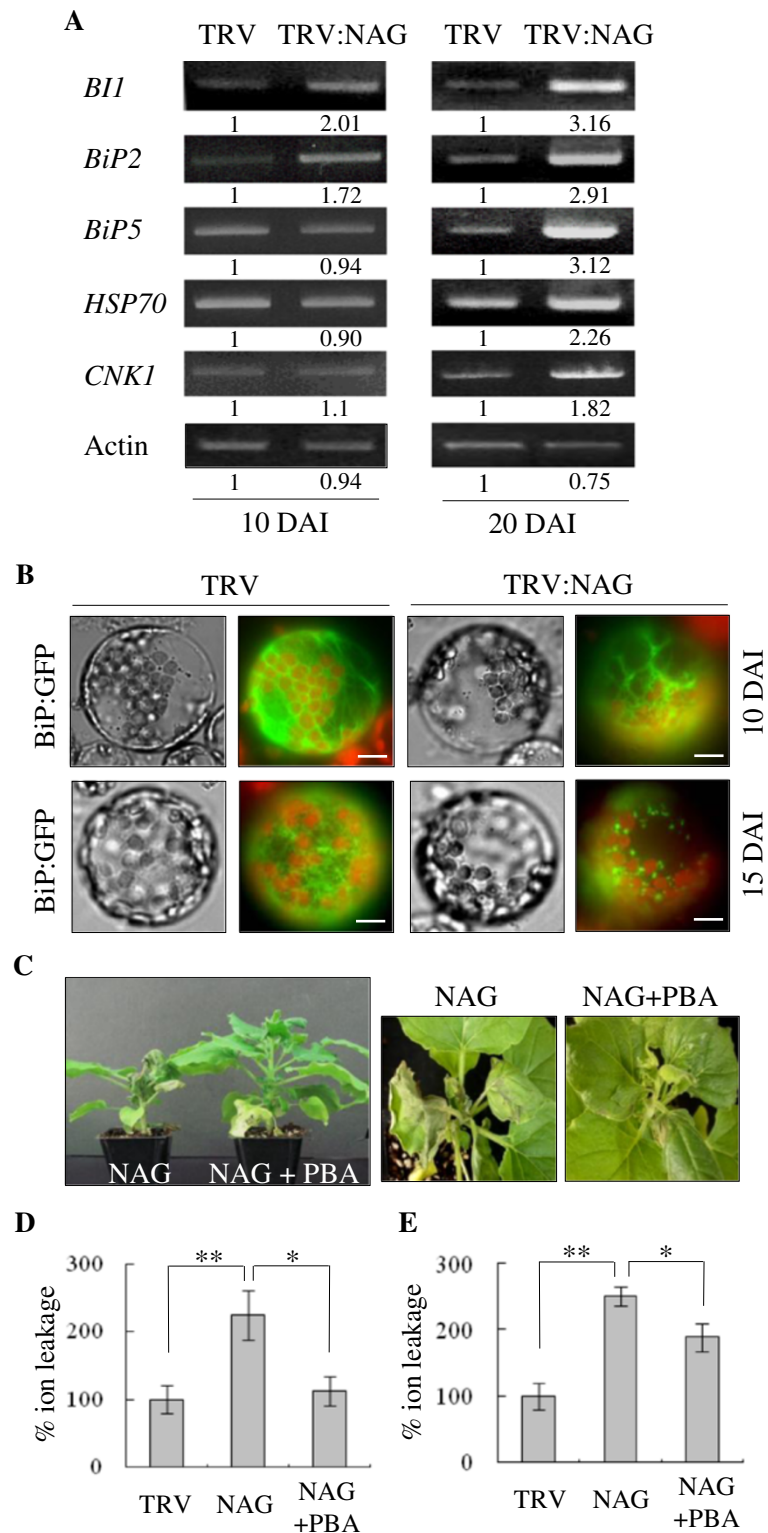 A
TRV TRV:NAG TRV TRV:NAG
BI1
1 2.01 1 3.16
BiP2
1 1.72 1 2.91
BiP5
1 0.94 1 3.12
HSP70
1 0.90 1 2.26
CNK1
1 1.1 1 1.82
Actin
1 0.94 1 0.75
10 DAI 20 DAI
B
TRV TRV:NAG
BiP:GFP 10 DAI
BiP:GFP 15 DAI
C
NAG NAG+PBA
NAG NAG + PBA
D
% ion leakage
300
200
100
0
** *
TRV NAG NAG
+PBA
E
% ion leakage
300
200
100
0
** *
TRV NAG NAG
+PBA